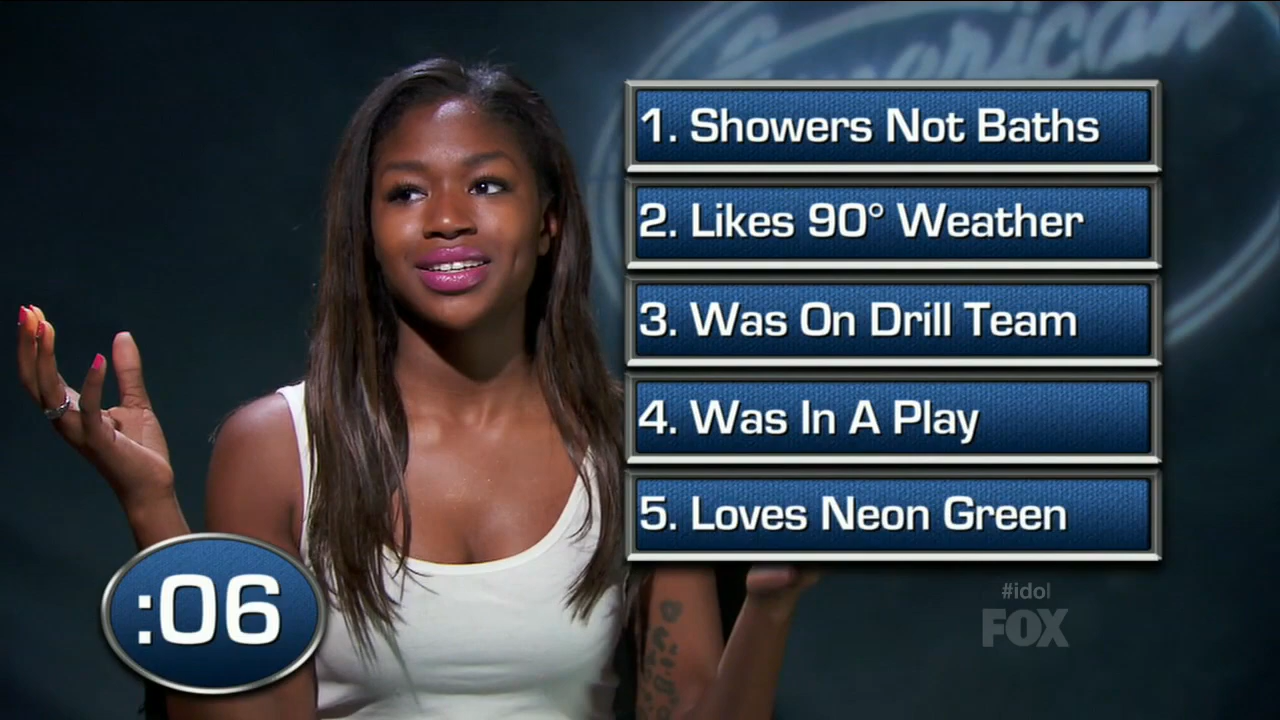 American
1. Showers Not Baths
2. Likes 90° Weather
3. Was On Drill Team
4. Was In A Play
5. Loves Neon Green
:06
#idol
FOX